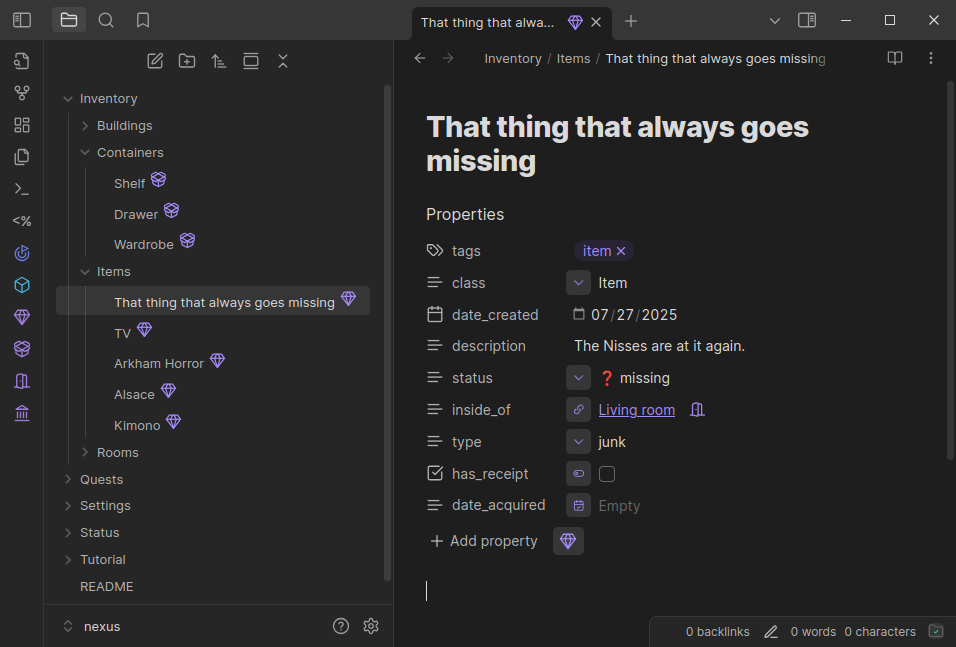 That thing that alwa...
Inventory / Items / That thing that always goes missing
<%
Inventory
Buildings
Containers
Shelf
Drawer
Wardrobe
Items
That thing that always goes missing
TV
Arkham Horror
Alsace
Kimono
Rooms
Quests
Settings
Status
Tutorial
README
nexus
That thing that always goes
missing
Properties
tags item
class Item
date_created 07/27/2025
description The Nisses are at it again.
status ❓ missing
inside_of Living room
type junk
has_receipt
date_acquired Empty
Add property
0 backlinks 0 words 0 characters